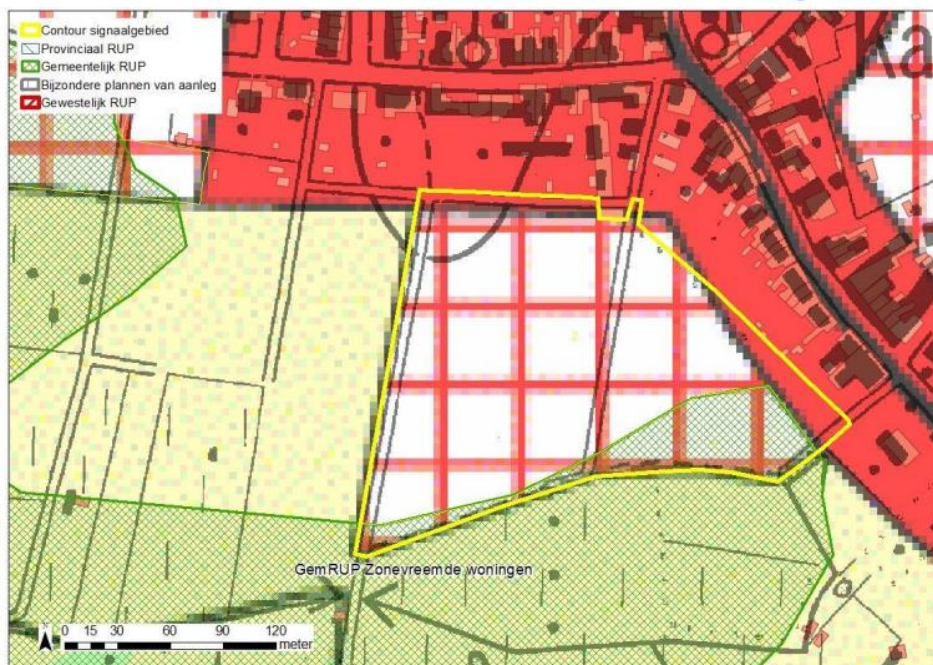 Contour signaalgebied
Provinciaal RUP
Gemeentelijk RUP
Bijzondere plannen van aanleg
Gewestelijk RUP
Ka
GemRUP Zonevreemde woningen
N
0 15 30 60 90 120
meter